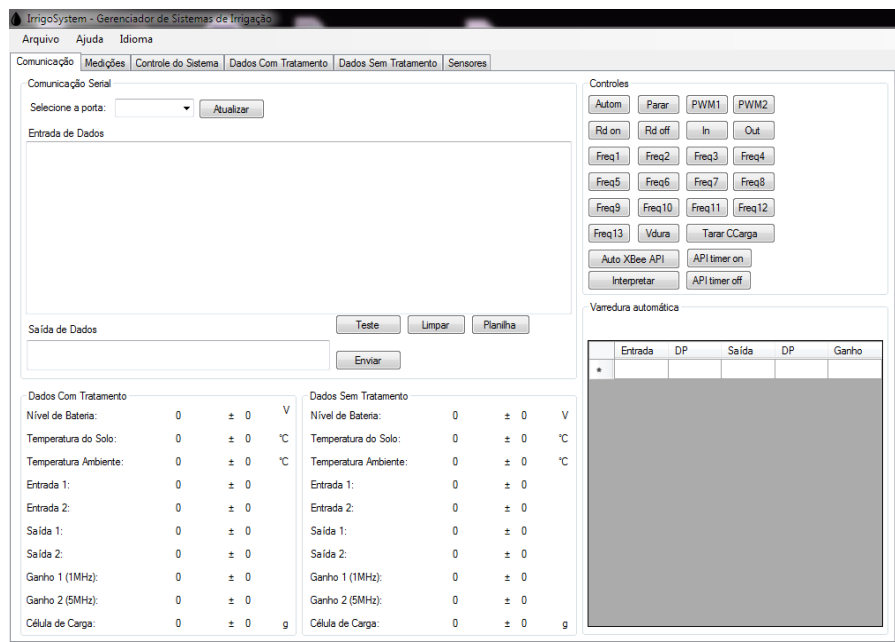 IrrigoSystem - Gerenciador de Sistemas de Irrigação
Arquivo Ajuda Idioma
Comunicação Medições Controle do Sistema Dados Com Tratamento Dados Sem Tratamento Sensores
Comunicação Serial
Selecione a porta: Atualizar
Entrada de Dados
Teste Limpar Planilha
Saída de Dados
Enviar
Controles
Autom Parar PWM1 PWM2
Rd on Rd off In Out
Freq1 Freq2 Freq3 Freq4
Freq5 Freq6 Freq7 Freq8
Freq9 Freq10 Freq11 Freq12
Freq13 Vdura Tarar CCarga
Auto XBee API API timer on
Interpretar API timer off
Varredura automática
Entrada DP Saída DP Ganho
*
Dados Com Tratamento
Nível de Bateria: 0 ± 0 V
Temperatura do Solo: 0 ± 0 °C
Temperatura Ambiente: 0 ± 0 °C
Entrada 1: 0 ± 0
Entrada 2: 0 ± 0
Saída 1: 0 ± 0
Saída 2: 0 ± 0
Ganho 1 (1MHz): 0 ± 0
Ganho 2 (5MHz): 0 ± 0
Célula de Carga: 0 ± 0 g
Dados Sem Tratamento
Nível de Bateria: 0 ± 0 V
Temperatura do Solo: 0 ± 0 °C
Temperatura Ambiente: 0 ± 0 °C
Entrada 1: 0 ± 0
Entrada 2: 0 ± 0
Saída 1: 0 ± 0
Saída 2: 0 ± 0
Ganho 1 (1MHz): 0 ± 0
Ganho 2 (5MHz): 0 ± 0
Célula de Carga: 0 ± 0 g